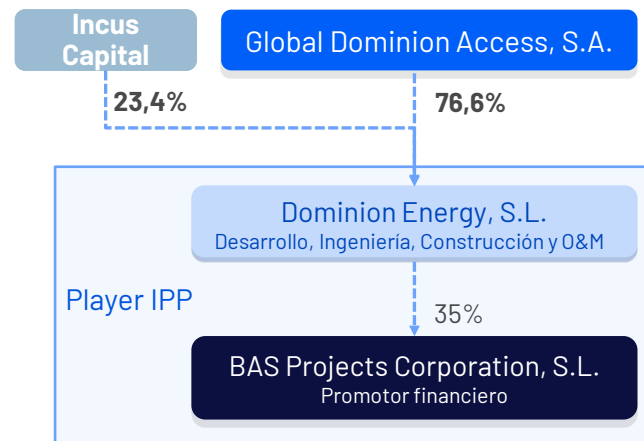 Incus
Capital
Global Dominion Access, S.A.
23,4%
76,6%
Dominion Energy, S.L.
Desarrollo, Ingeniería, Construcción y O&M
Player IPP
35%
BAS Projects Corporation, S.L.
Promotor financiero